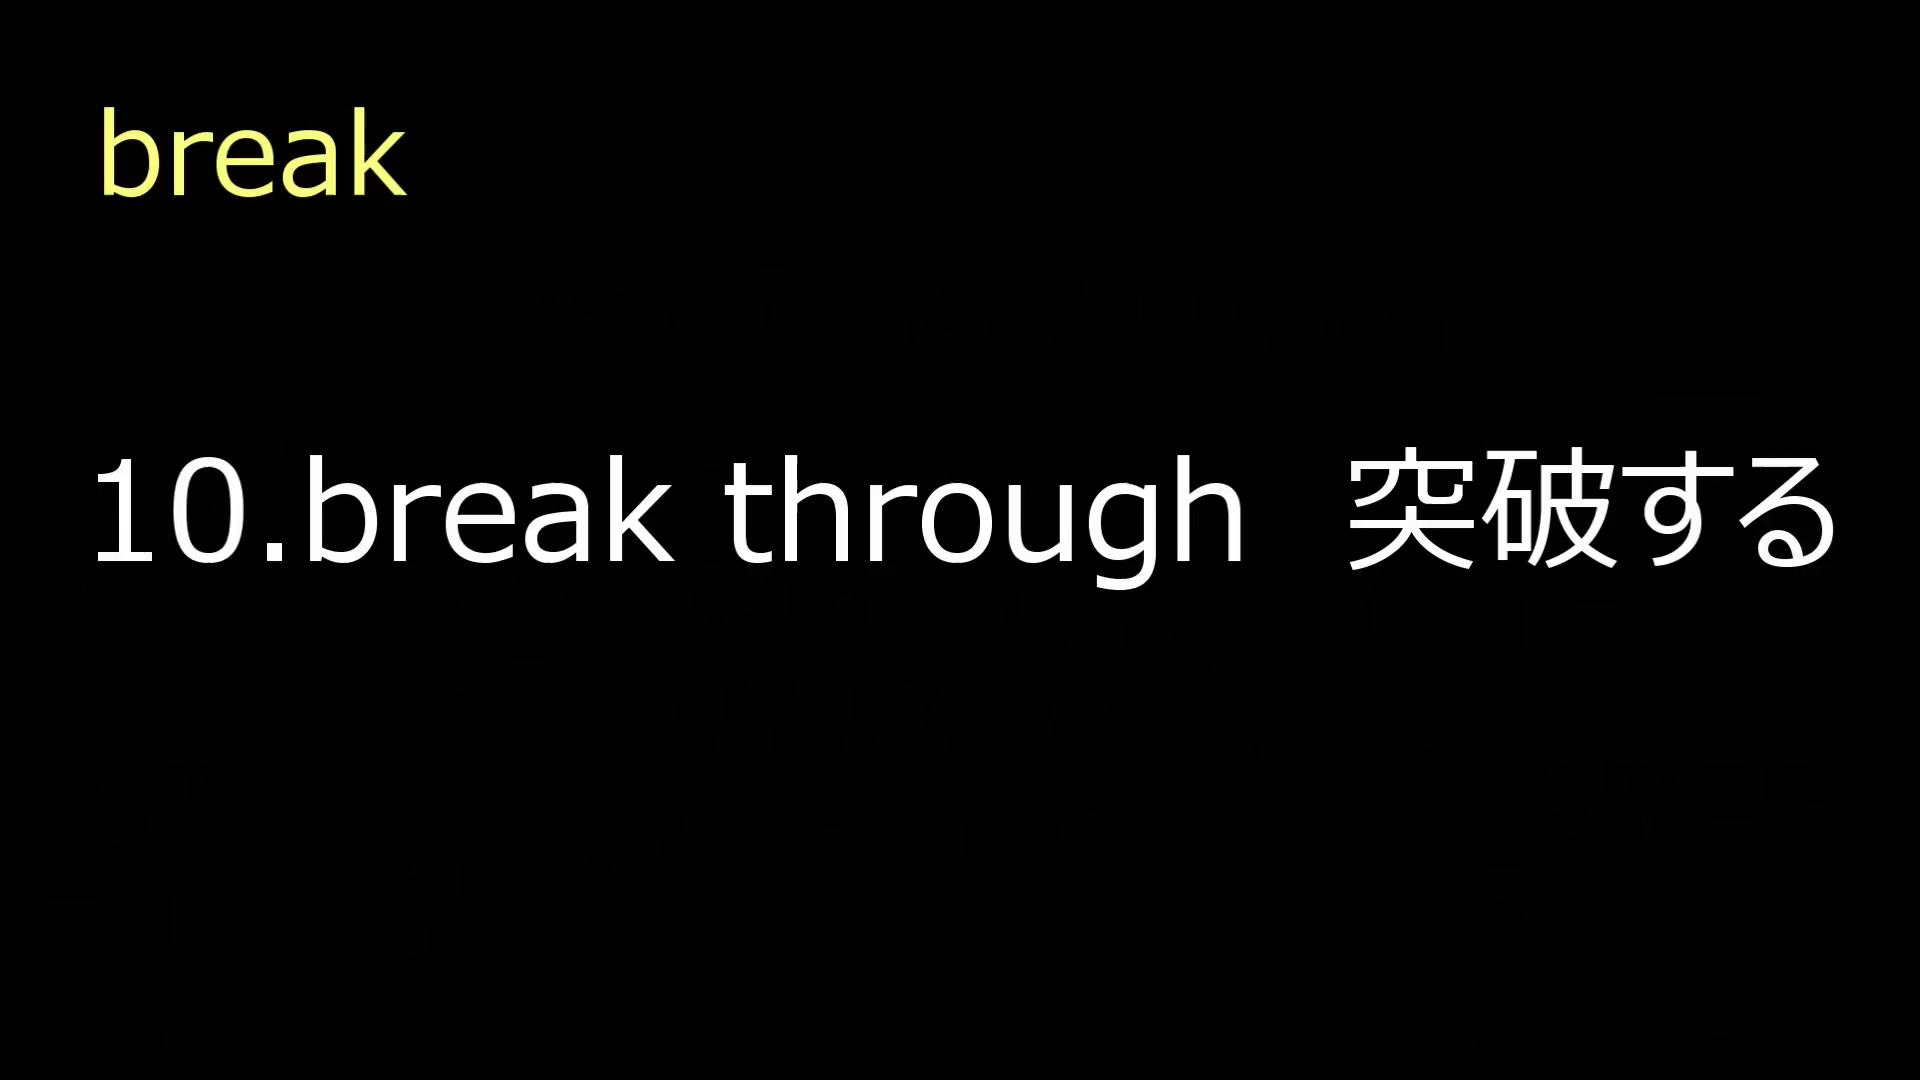 break
10.break through 突破する